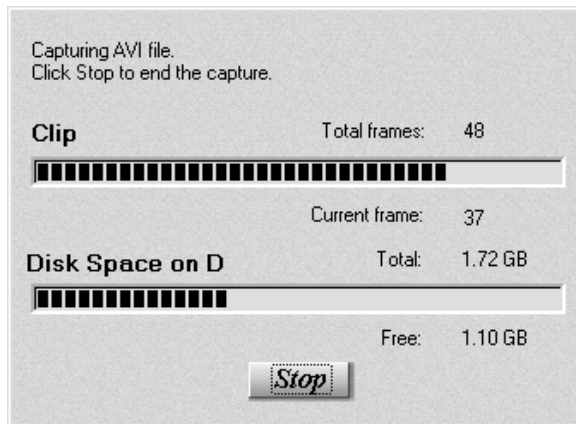 Capturing AVI file.
Click Stop to end the capture.
Clip Total frames: 48
Current frame: 37
Disk Space on D Total: 1.72 GB
Free: 1.10 GB
Stop